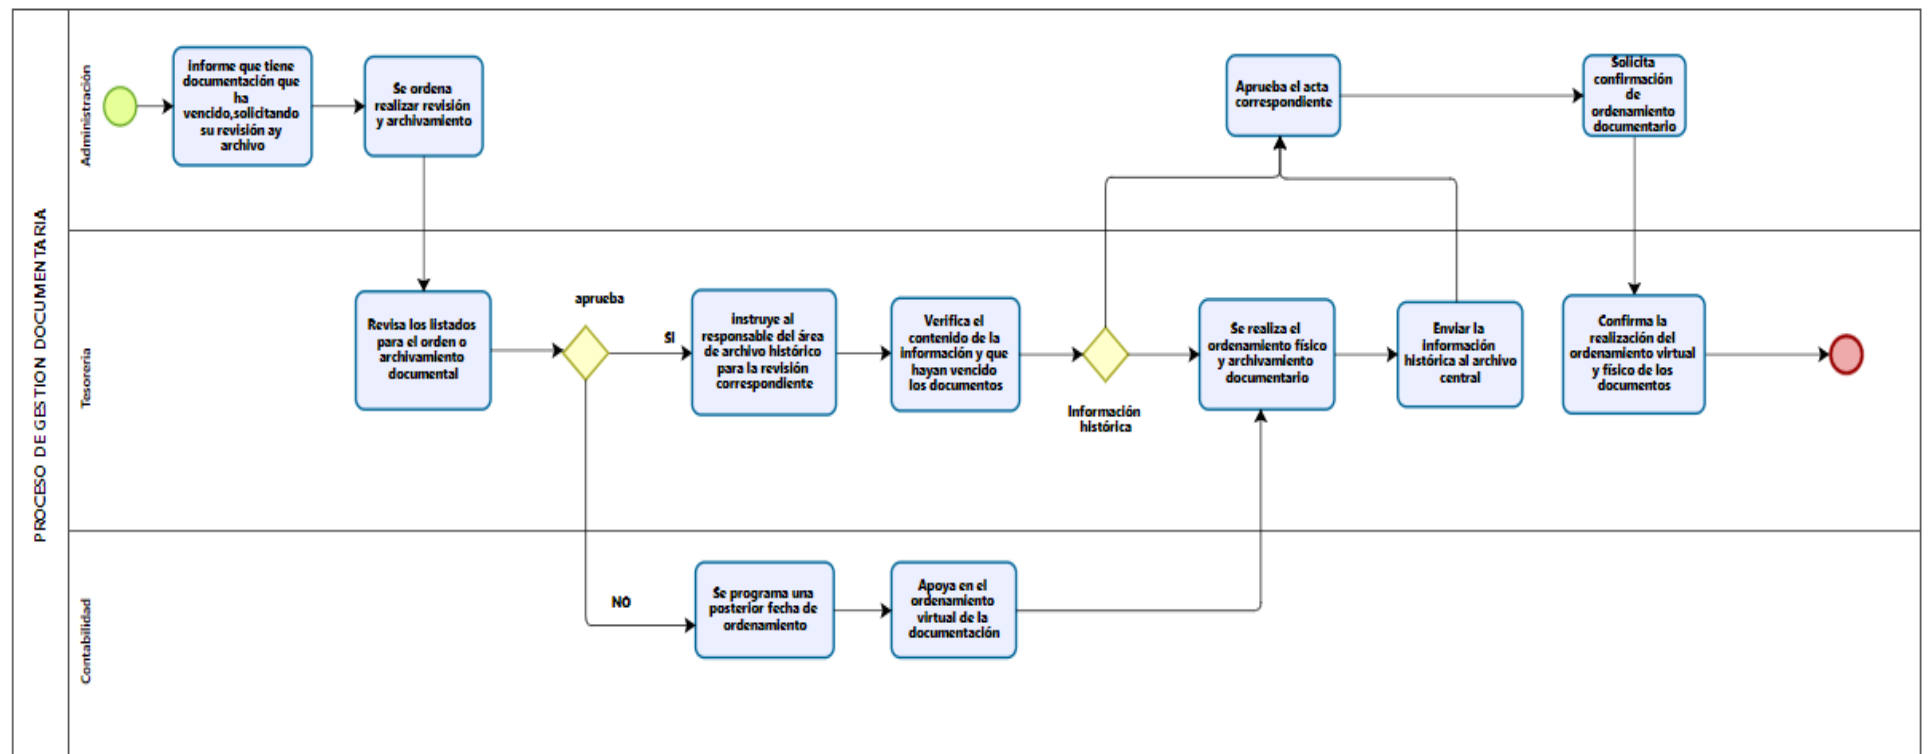 PROCESO DE GESTION DOCUMENTARIA
Administración
informe que tiene
documentación que
ha
vencido,solicitando
su revisión ay
archivo
Se ordena
realizar revisión
y archivamiento
Aprueba el acta
correspondiente
Solicita
confirmación
de
ordenamiento
documentario
Tesoreria
Revisa los listados
para el orden o
archivamiento
documental
aprueba
SI
instruye al
responsable del área
de archivo histórico
para la revisión
correspondiente
Verifica el
contenido de la
información y que
hayan vencido
los documentos
Información
histórica
Se realiza el
ordenamiento físico
y archivamiento
documentario
Enviar la
información
histórica al archivo
central
Confirma la
realización del
ordenamiento virtual
y físico de los
documentos
Contabilidad
NO
Se programa una
posterior fecha de
ordenamiento
Apoya en el
ordenamiento
virtual de la
documentación